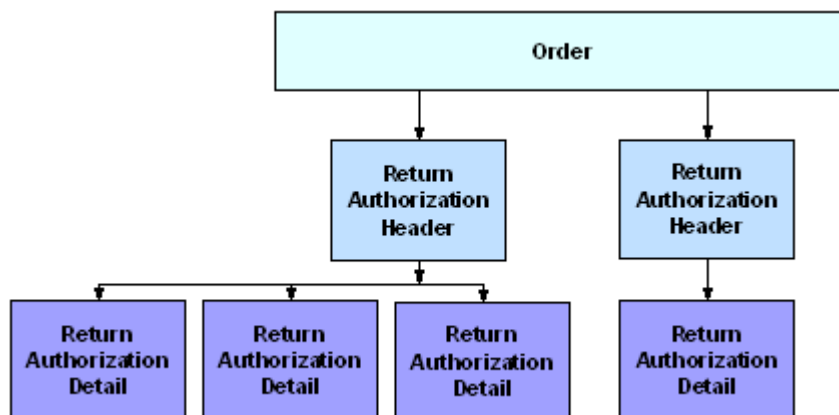 Order
Return
Authorization
Header
Return
Authorization
Header
Return
Authorization
Detail
Return
Authorization
Detail
Return
Authorization
Detail
Return
Authorization
Detail